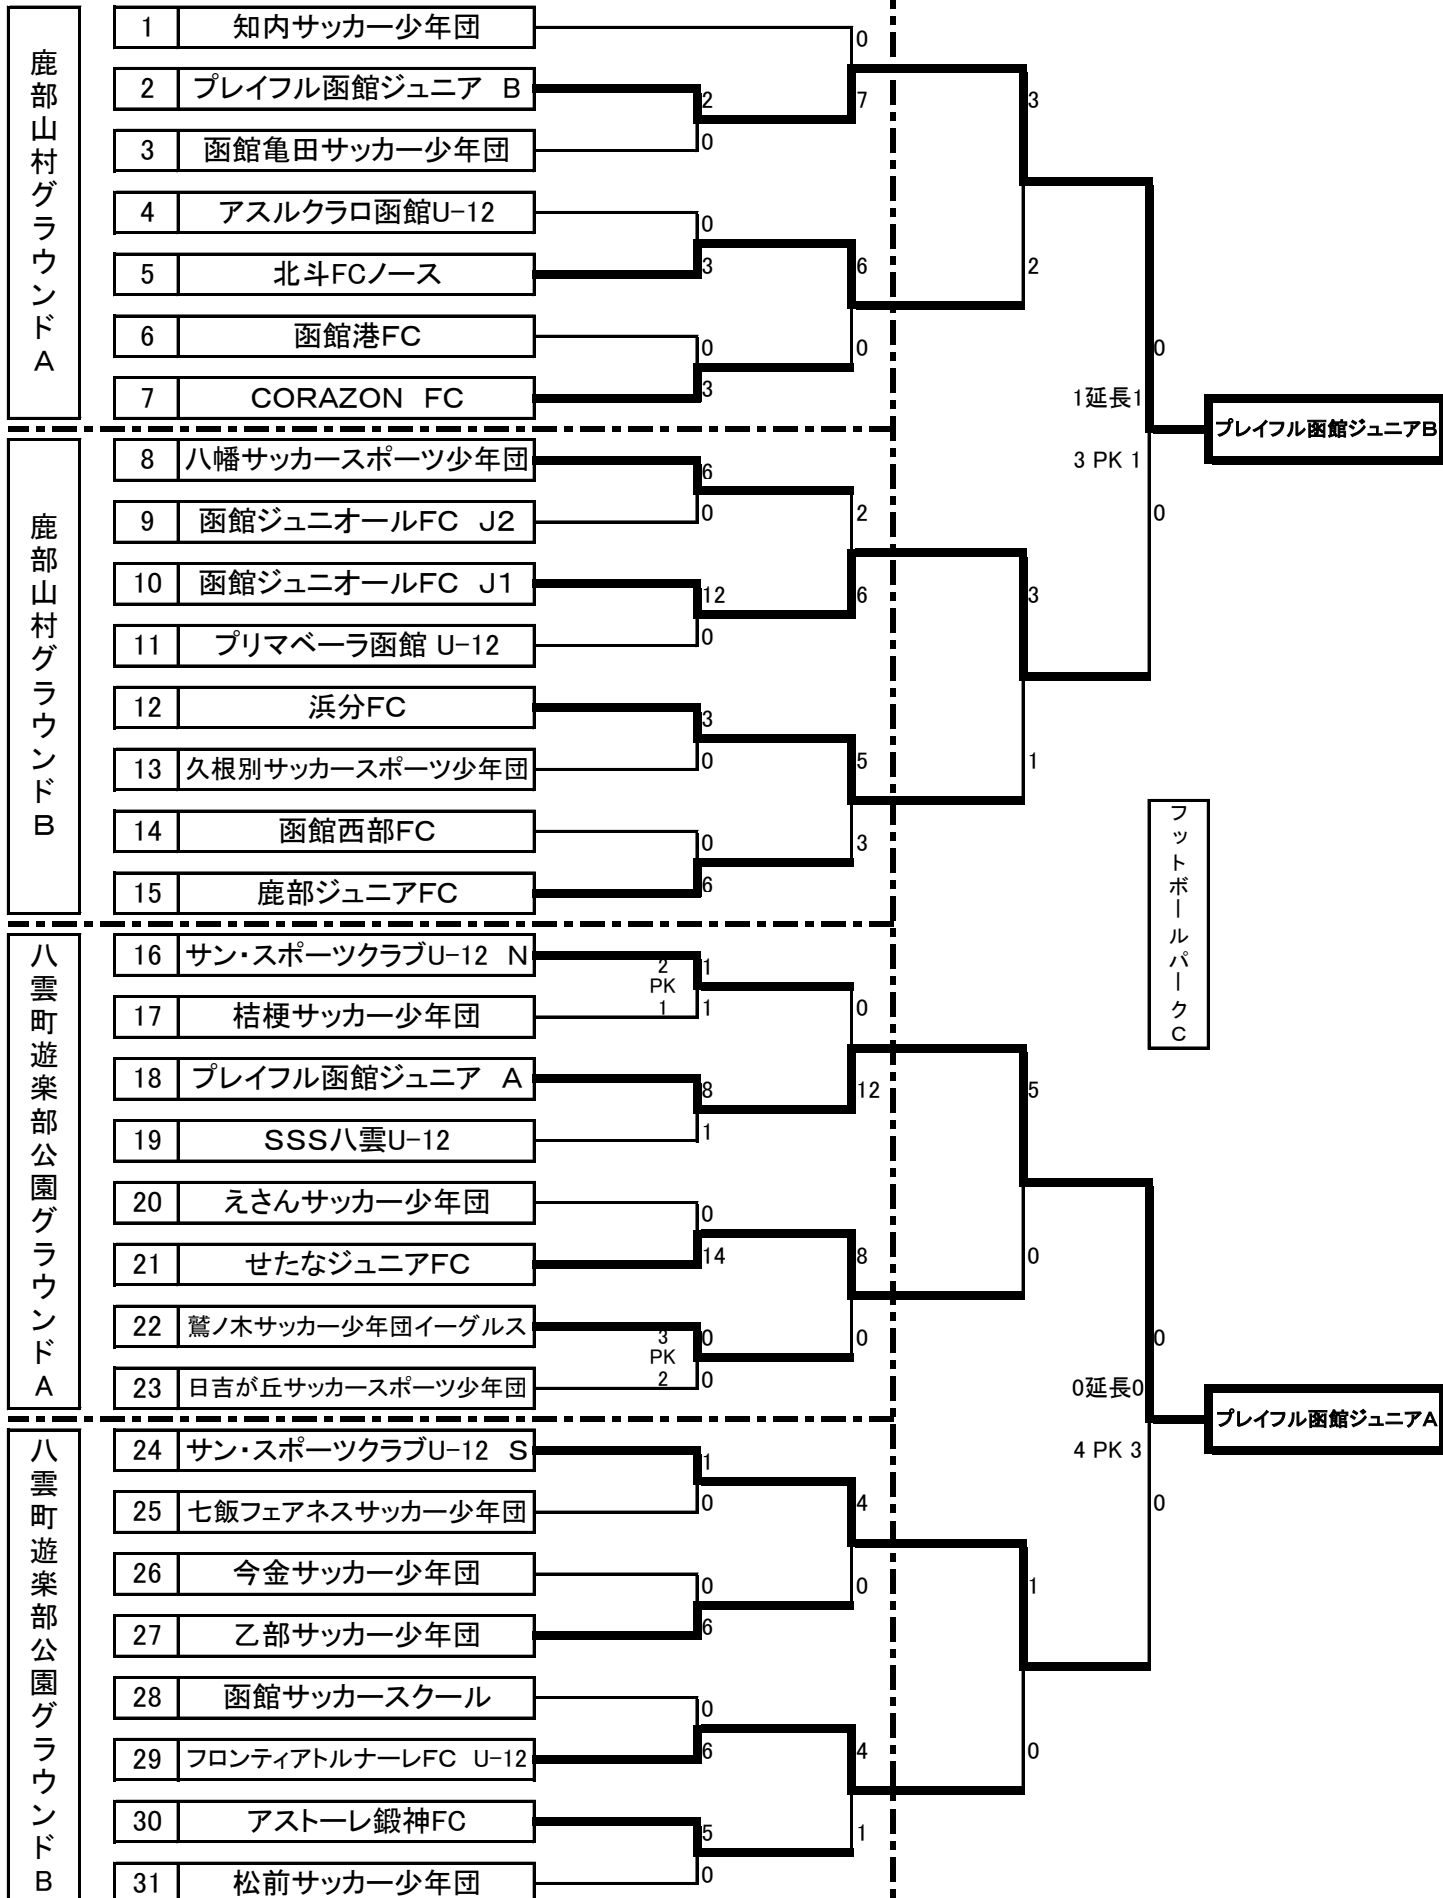 鹿部山村グラウンドA
1 知内サッカー少年団
0
2 プレイフル函館ジュニア B
2
7
3
0
3 函館亀田サッカー少年団
4 アスルクラロ函館U-12
0
5 北斗FCノース
3
6
2
6 函館港FC
0
0
0
7 CORAZON FC
3
1延長1
プレイフル函館ジュニアB
3 PK 1
0
鹿部山村グラウンドB
8 八幡サッカースポーツ少年団
6
0
2
9 函館ジュニオールFC J2
10 函館ジュニオールFC J1
12
6
3
0
11 プリマベーラ函館 U-12
12 浜分FC
3
0
5
1
13 久根別サッカースポーツ少年団
14 函館西部FC
0
3
6
15 鹿部ジュニアFC
フットボールパークC
八雲町遊楽部公園グラウンドA
16 サン・スポーツクラブU-12 N
2
PK
1
1
1
0
17 桔梗サッカー少年団
18 プレイフル函館ジュニア A
8
12
5
1
19 SSS八雲U-12
20 えさんサッカー少年団
0
21 せたなジュニアFC
14
8
0
22 鷲ノ木サッカー少年団イーグルス
3
PK
2
0
0
0
0
23 日吉が丘サッカースポーツ少年団
0延長0
プレイフル函館ジュニアA
4 PK 3
0
八雲町遊楽部公園グラウンドB
24 サン・スポーツクラブU-12 S
1
0
4
25 七飯フェアネスサッカー少年団
26 今金サッカー少年団
0
0
1
6
27 乙部サッカー少年団
28 函館サッカースクール
0
29 フロンティアトルナーレFC U-12
6
4
0
30 アストーレ鍛神FC
5
1
0
31 松前サッカー少年団